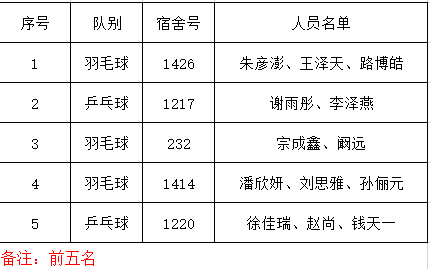 序号 队别 宿舍号 人员名单
1 羽毛球 1426 朱彦澎、王泽天、路博皓
2 乒乓球 1217 谢雨彤、李泽燕
3 羽毛球 232 宗成鑫、阚远
4 羽毛球 1414 潘欣妍、刘思雅、孙俪元
5 乒乓球 1220 徐佳瑞、赵尚、钱天一
备注：前五名